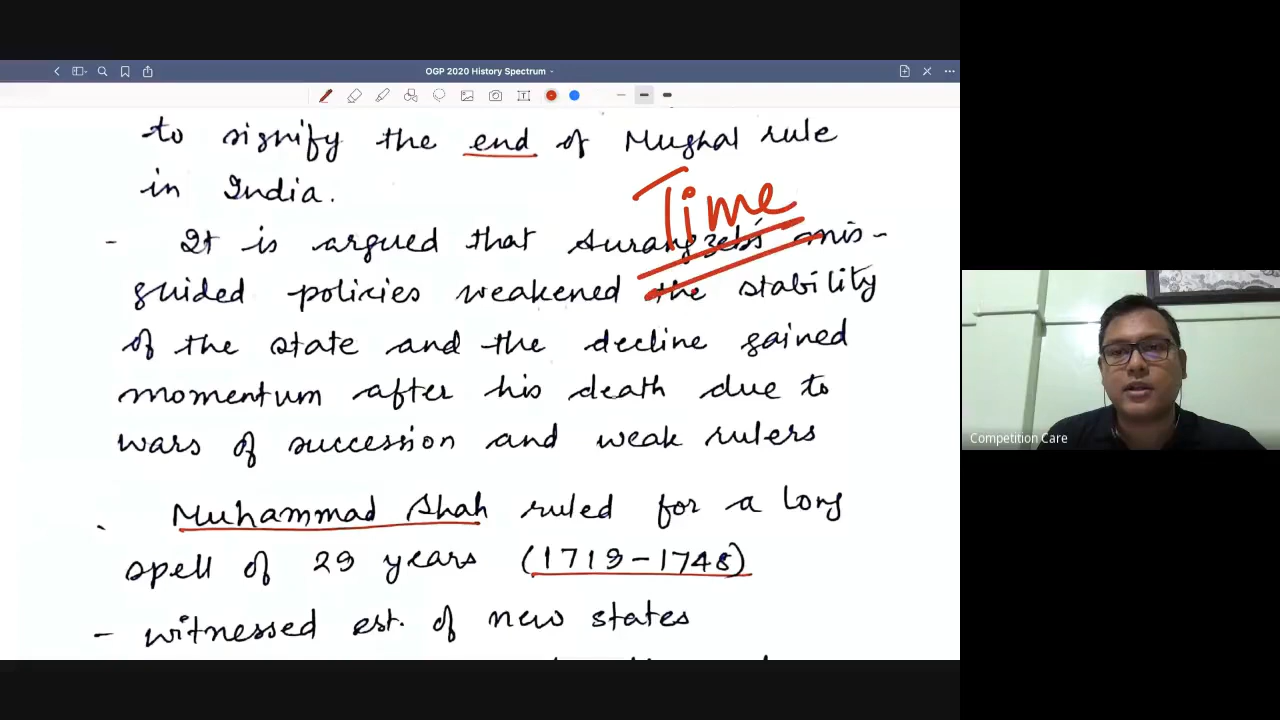 OGP 2020 History Spectrum
to signify the end of Mughal rule
in India.
Time
- It is argued that Aurangzeb's mis-
guided policies weakened the stability
of the state and the decline gained
momentum after his death due to
wars of succession and weak rulers
Muhammad Shah ruled for a long
spell of 29 years (1719-1748)
- witnessed est. of new states
Competition Care